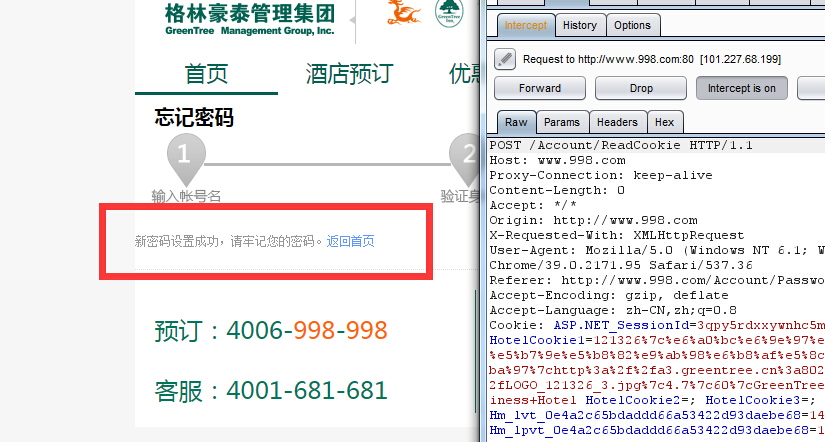 格林豪泰管理集团
GreenTree Management Group, Inc.
GreenTree
Inn
首页
酒店预订
优惠
忘记密码
1
2
输入帐号名
验证身
新密码设置成功，请牢记您的密码。返回首页
预订：4006-998-998
客服：4001-681-681
Intercept
History
Options
Request to http://www.998.com:80 [101.227.68.199]
Forward
Drop
Intercept is on
Raw
Params
Headers
Hex
POST /Account/ReadCookie HTTP/1.1
Host: www.998.com
Proxy-Connection: keep-alive
Content-Length: 0
Accept: */*
Origin: http://www.998.com
X-Requested-With: XMLHttpRequest
User-Agent: Mozilla/5.0 (Windows NT 6.1; W
Chrome/39.0.2171.95 Safari/537.36
Referer: http://www.998.com/Account/Passwo
Accept-Encoding: gzip, deflate
Accept-Language: zh-CN,zh;q=0.8
Cookie: ASP.NET_SessionId=3qpy5rdxxywnhc5m
HotelCookie1=121326%7c%e6%a0%bc%e6%9e%97%e
%e5%b7%9e%e5%b8%82%e9%ab%98%e6%b8%af%e5%8c
ba%97%7chttp%3a%2f%2fa3.greentree.cn%3a802
2fLOGO_121326_3.jpg%7c4.7%7c60%7cGreenTree
iness+Hotel HotelCookie2=; HotelCookie3=;
Hm_lvt_0e4a2c65bdaddd66a53422d93daebe68=14
Hm_lpvt_0e4a2c65bdaddd66a53422d93daebe68=1